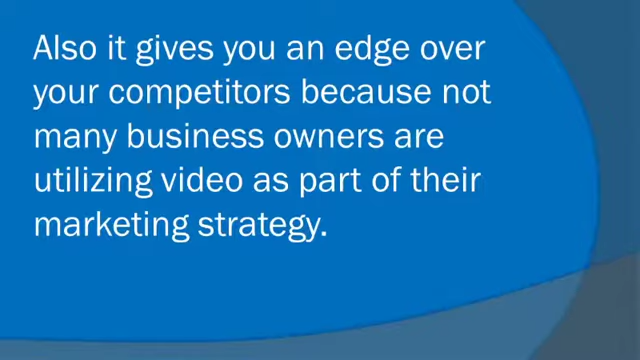 Also it gives you an edge over
your competitors because not
many business owners are
utilizing video as part of their
marketing strategy.